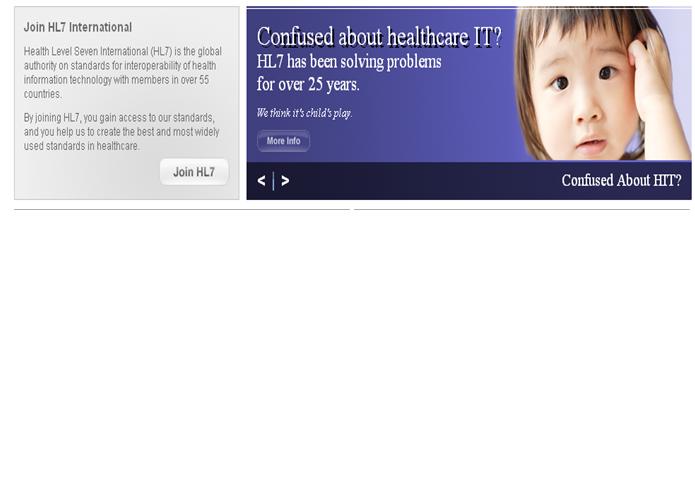 Join HL7 International
Health Level Seven International (HL7) is the global
authority on standards for interoperability of health
information technology with members in over 55
countries.
By joining HL7, you gain access to our standards,
and you help us to create the best and most widely
used standards in healthcare.
Join HL7
Confused about healthcare IT?
HL7 has been solving problems
for over 25 years.
We think it's child's play.
More Info
< | >
Confused About HIT?